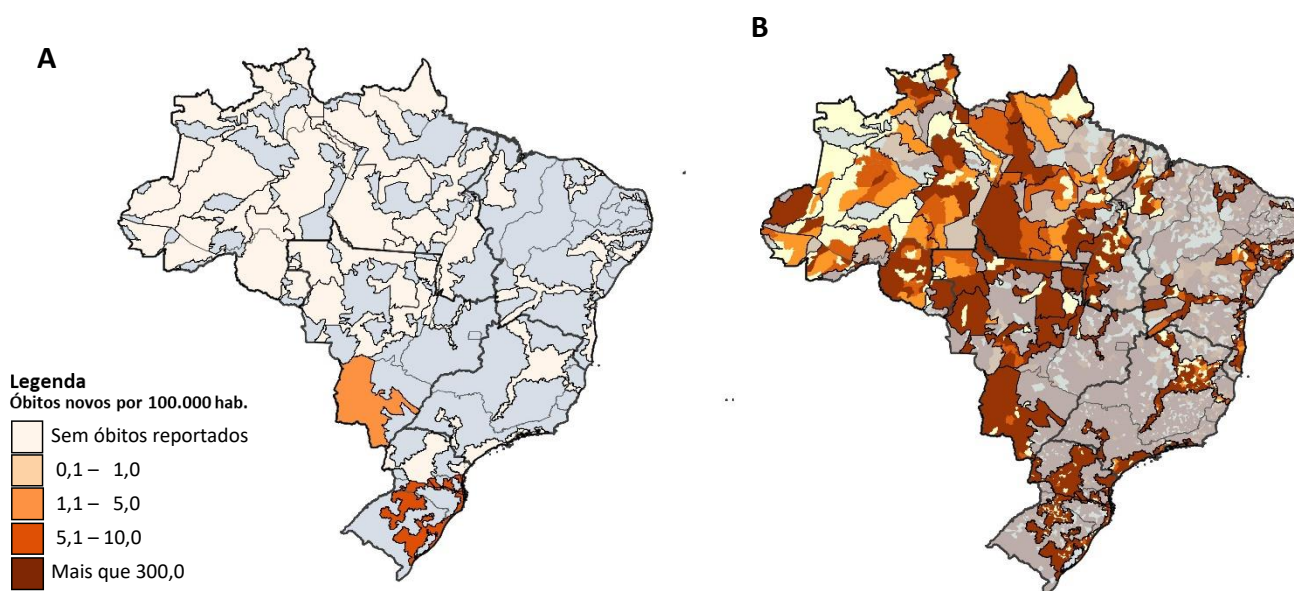 A
B
Legenda
Óbitos novos por 100.000 hab.
Sem óbitos reportados
0,1 – 1,0
1,1 – 5,0
5,1 – 10,0
Mais que 300,0